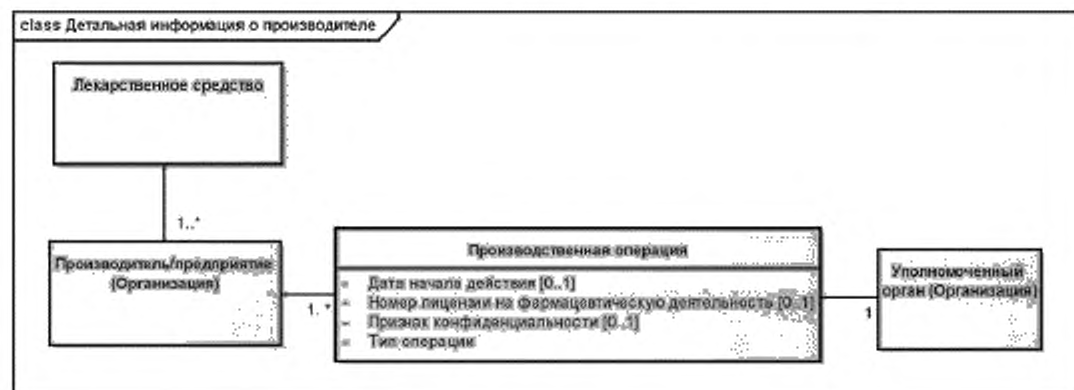 class Детальная информация о производителе
Лекарственное средство
1..*
Производитель/предприятие
(Организация)
1..*
Производственная операция
Дата начала действия [0..1]
Номер лицензии на фармацевтическую деятельность [0..1]
Признак конфиденциальности [0..1]
Тип операции
1
Уполномоченный
орган (Организация)